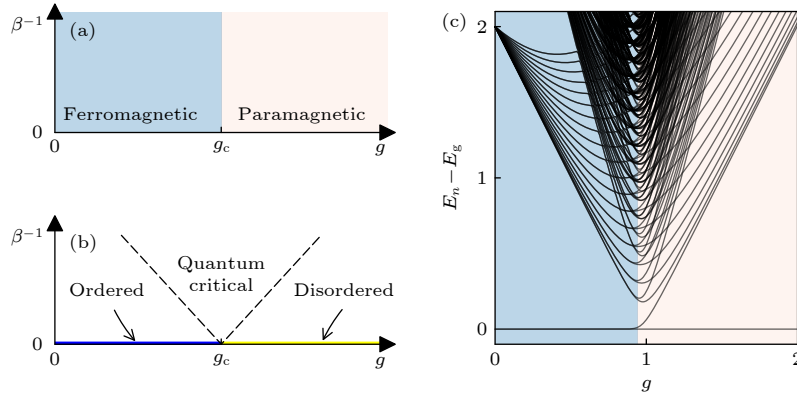 β⁻¹
(a)
Ferromagnetic
Paramagnetic
0
0
g_c
g
β⁻¹
(b)
Quantum
critical
Ordered
Disordered
0
0
g_c
g
(c)
2
1
0
E_n − E_g
0
1
2
g